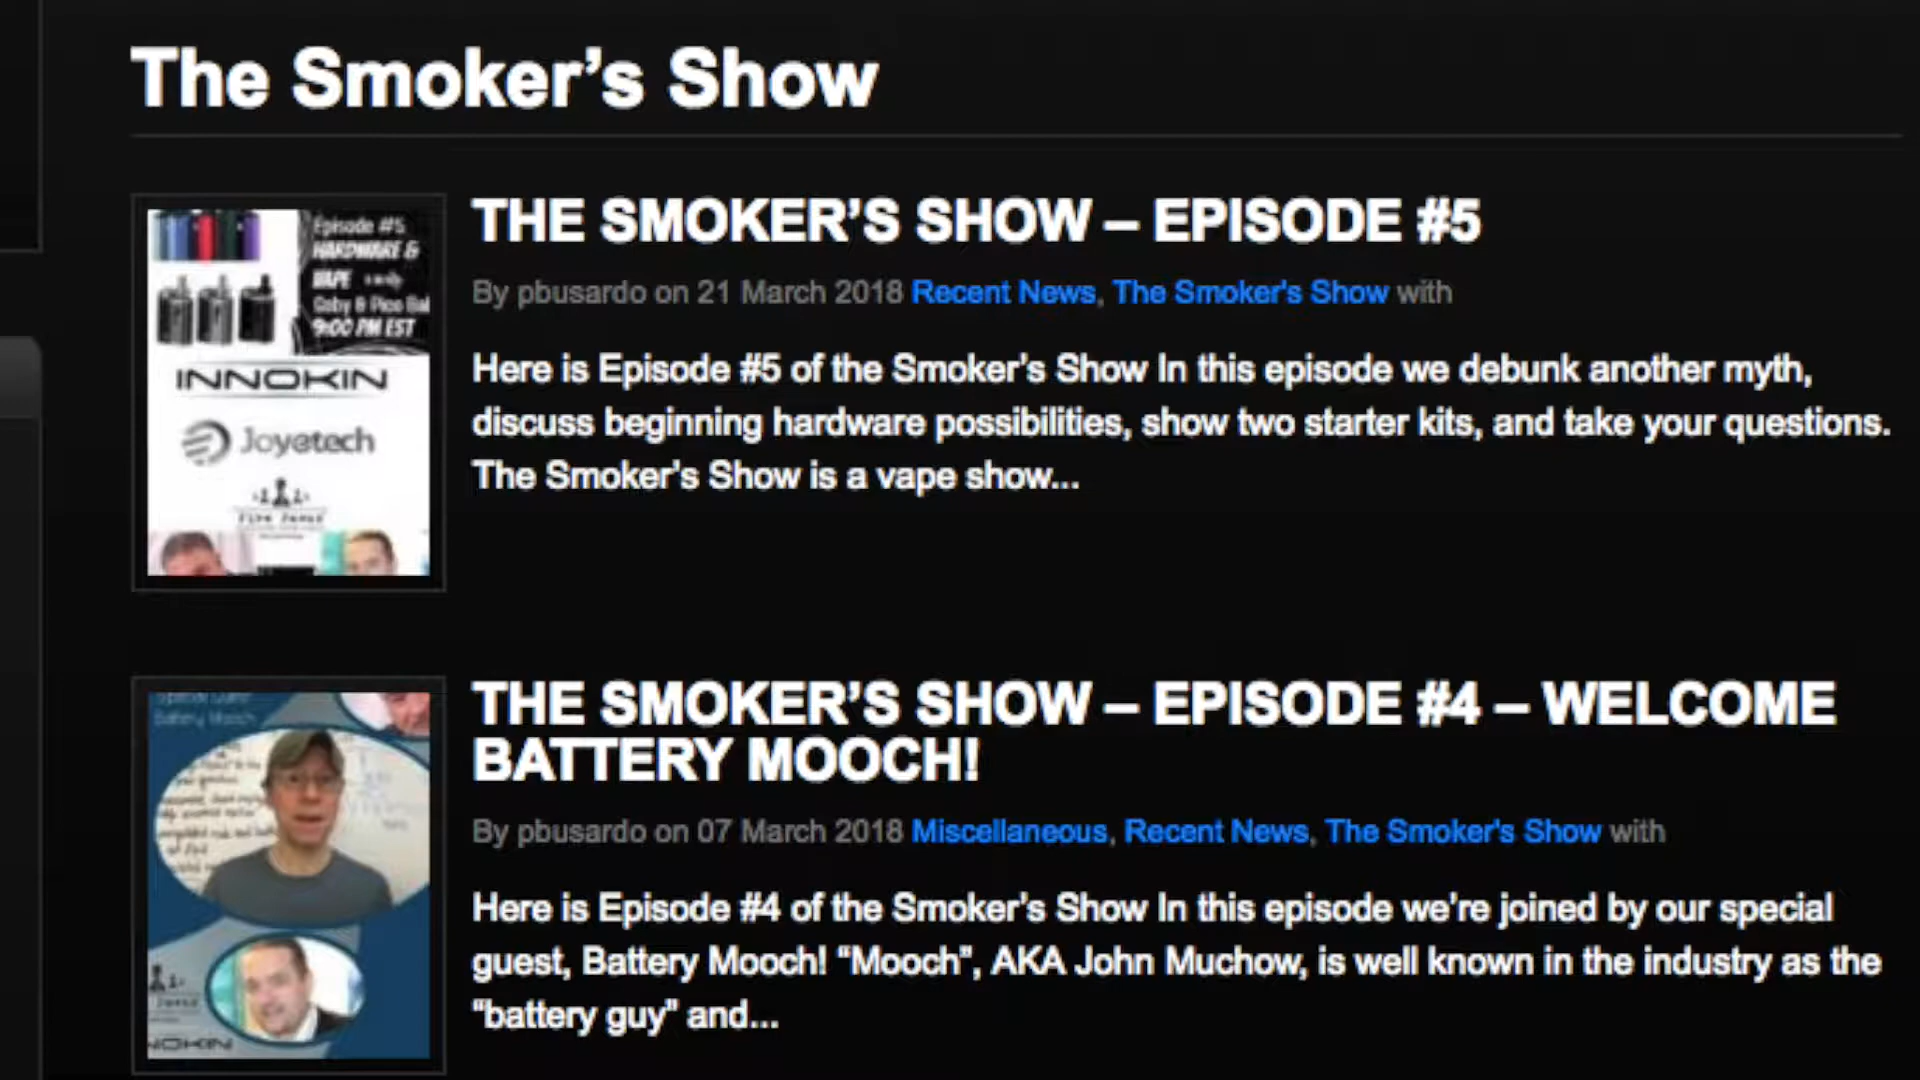 The Smoker's Show
THE SMOKER'S SHOW – EPISODE #5
By pbusardo on 21 March 2018 Recent News, The Smoker's Show with
Here is Episode #5 of the Smoker's Show In this episode we debunk another myth,
discuss beginning hardware possibilities, show two starter kits, and take your questions.
The Smoker's Show is a vape show...
Episode #5
HARDWARE &
VAPE
9:00 PM EST
INNOKIN
Joyetech
THE SMOKER'S SHOW – EPISODE #4 – WELCOME
BATTERY MOOCH!
By pbusardo on 07 March 2018 Miscellaneous, Recent News, The Smoker's Show with
Here is Episode #4 of the Smoker's Show In this episode we're joined by our special
guest, Battery Mooch! “Mooch”, AKA John Muchow, is well known in the industry as the
“battery guy” and...
Battery Mooch